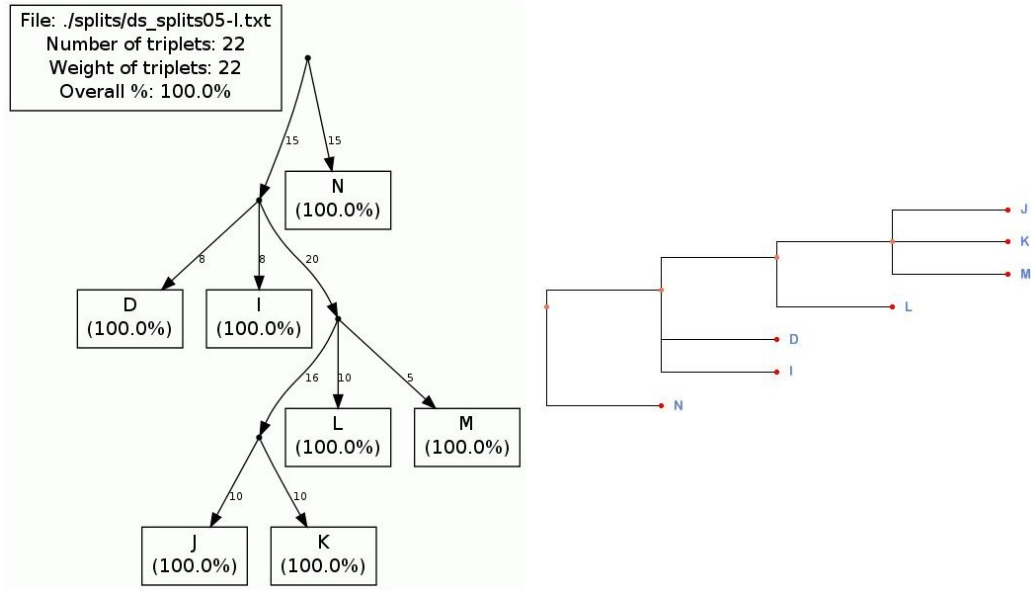 File: ./splits/ds_splits05-I.txt
Number of triplets: 22
Weight of triplets: 22
Overall %: 100.0%
15
15
N
(100.0%)
8
8
20
D
(100.0%)
I
(100.0%)
16
10
5
L
(100.0%)
M
(100.0%)
10
10
J
(100.0%)
K
(100.0%)
J
K
M
L
D
I
N